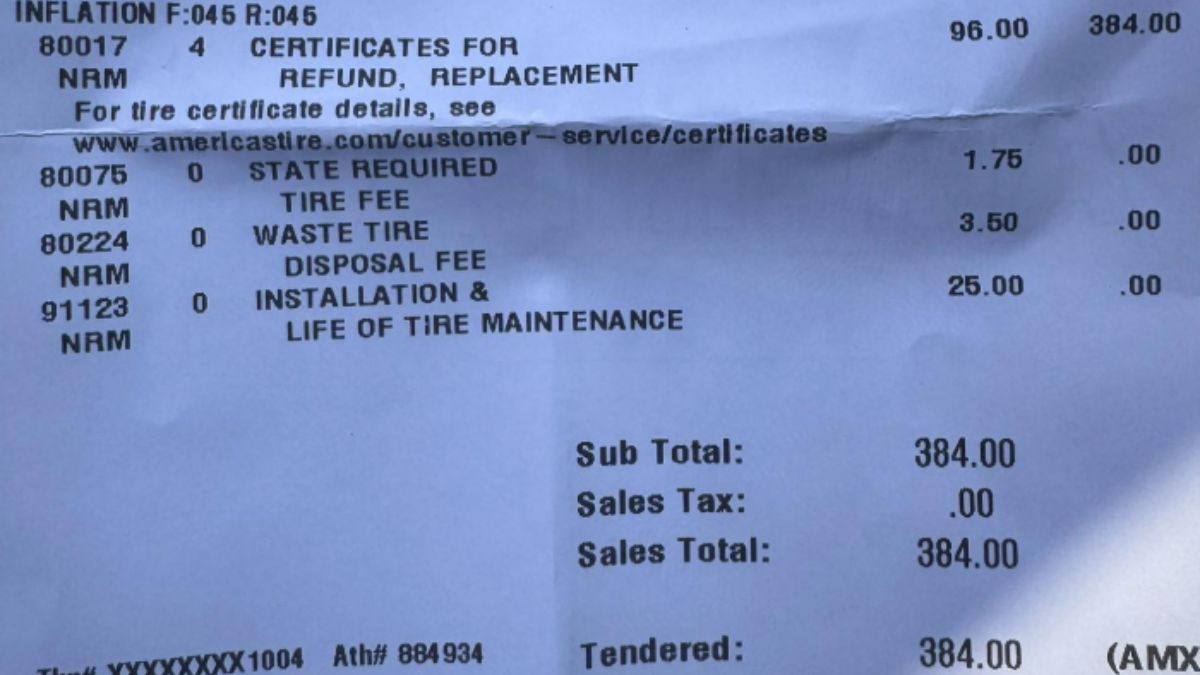 INFLATION F:045 R:045
80017 4 CERTIFICATES FOR 96.00 384.00
NRM REFUND, REPLACEMENT
For tire certificate details, see
www.americastire.com/customer-service/certificates
80075 0 STATE REQUIRED 1.75 .00
NRM TIRE FEE
80224 0 WASTE TIRE 3.50 .00
NRM DISPOSAL FEE
91123 0 INSTALLATION & 25.00 .00
NRM LIFE OF TIRE MAINTENANCE
Sub Total: 384.00
Sales Tax: .00
Sales Total: 384.00
XXXXXXXX1004 Ath# 884934 Tendered: 384.00 (AMX